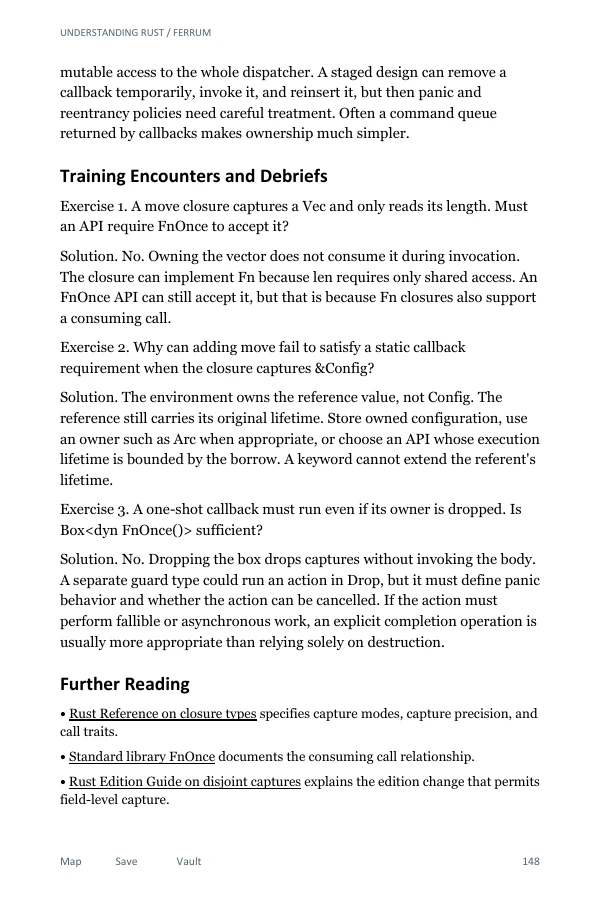 UNDERSTANDING RUST / FERRUM
mutable access to the whole dispatcher. A staged design can remove a
callback temporarily, invoke it, and reinsert it, but then panic and
reentrancy policies need careful treatment. Often a command queue
returned by callbacks makes ownership much simpler.
Training Encounters and Debriefs
Exercise 1. A move closure captures a Vec and only reads its length. Must
an API require FnOnce to accept it?
Solution. No. Owning the vector does not consume it during invocation.
The closure can implement Fn because len requires only shared access. An
FnOnce API can still accept it, but that is because Fn closures also support
a consuming call.
Exercise 2. Why can adding move fail to satisfy a static callback
requirement when the closure captures &Config?
Solution. The environment owns the reference value, not Config. The
reference still carries its original lifetime. Store owned configuration, use
an owner such as Arc when appropriate, or choose an API whose execution
lifetime is bounded by the borrow. A keyword cannot extend the referent's
lifetime.
Exercise 3. A one-shot callback must run even if its owner is dropped. Is
Box<dyn FnOnce()> sufficient?
Solution. No. Dropping the box drops captures without invoking the body.
A separate guard type could run an action in Drop, but it must define panic
behavior and whether the action can be cancelled. If the action must
perform fallible or asynchronous work, an explicit completion operation is
usually more appropriate than relying solely on destruction.
Further Reading
• Rust Reference on closure types specifies capture modes, capture precision, and
call traits.
• Standard library FnOnce documents the consuming call relationship.
• Rust Edition Guide on disjoint captures explains the edition change that permits
field-level capture.
Map Save Vault 148